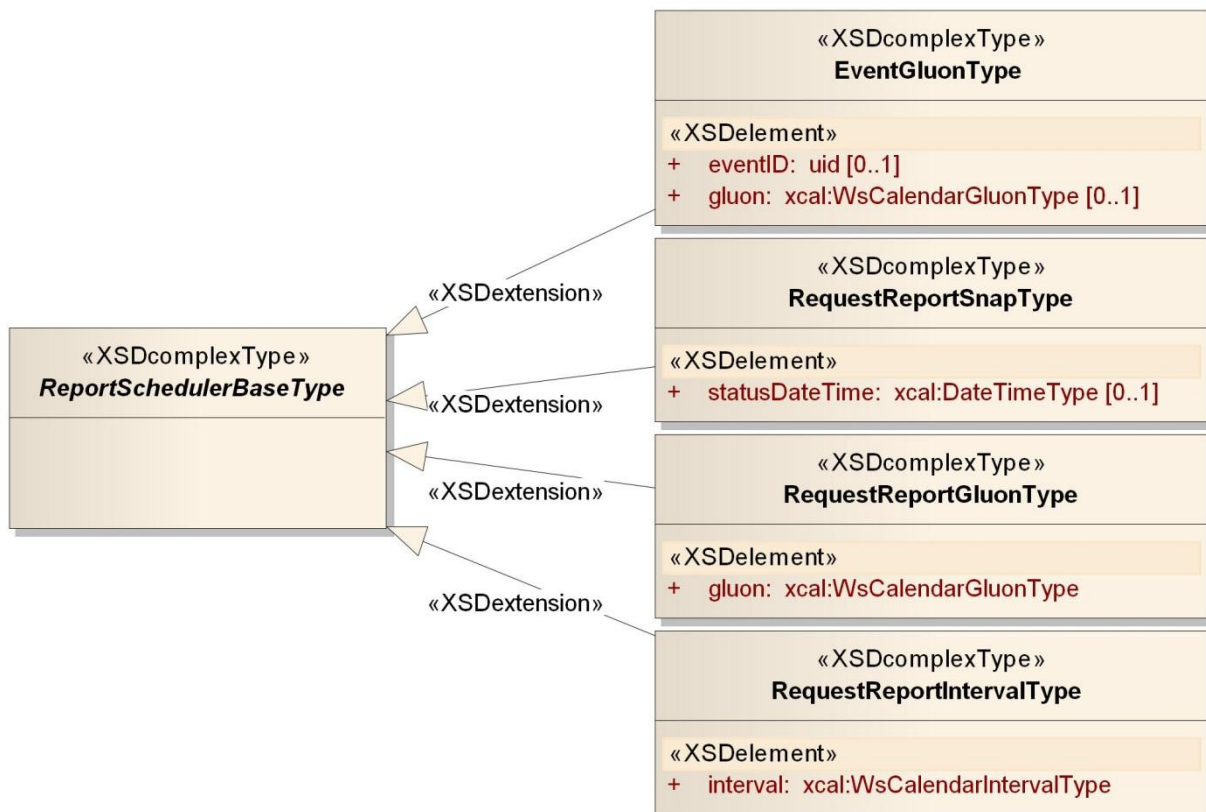 «XSDcomplexType»
EventGluonType
«XSDelement»
+ eventID: uid [0..1]
+ gluon: xcal:WsCalendarGluonType [0..1]
«XSDextension»
«XSDcomplexType»
RequestReportSnapType
«XSDelement»
+ statusDateTime: xcal:DateTimeType [0..1]
«XSDextension»
«XSDcomplexType»
ReportSchedulerBaseType
«XSDcomplexType»
RequestReportGluonType
«XSDelement»
+ gluon: xcal:WsCalendarGluonType
«XSDextension»
«XSDcomplexType»
RequestReportIntervalType
«XSDelement»
+ interval: xcal:WsCalendarIntervalType
«XSDextension»